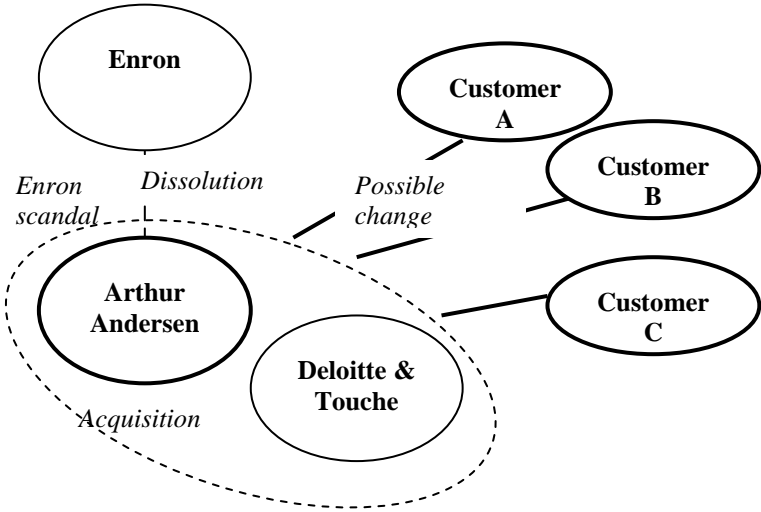 Enron
Customer
A
Customer
B
Enron
scandal
Dissolution
Possible
change
Arthur
Andersen
Customer
C
Deloitte &
Touche
Acquisition